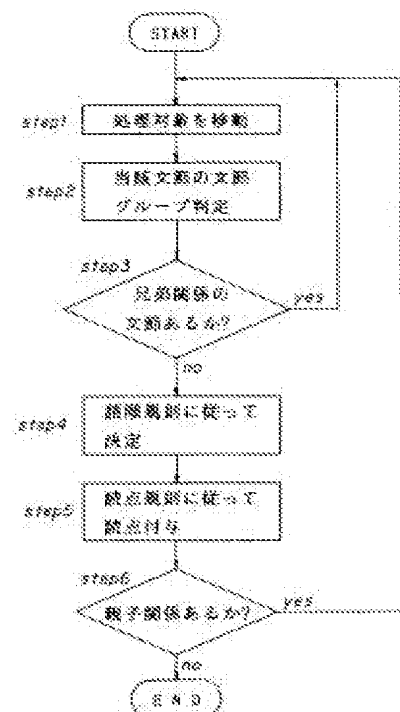 START
step1
処理対象を移動
step2
当該文節の文節
グループ判定
step3
兄弟関係の
文節あるか?
yes
no
step4
語順規則に従って
決定
step5
読点規則に従って
読点付与
step6
親子関係あるか?
yes
no
END